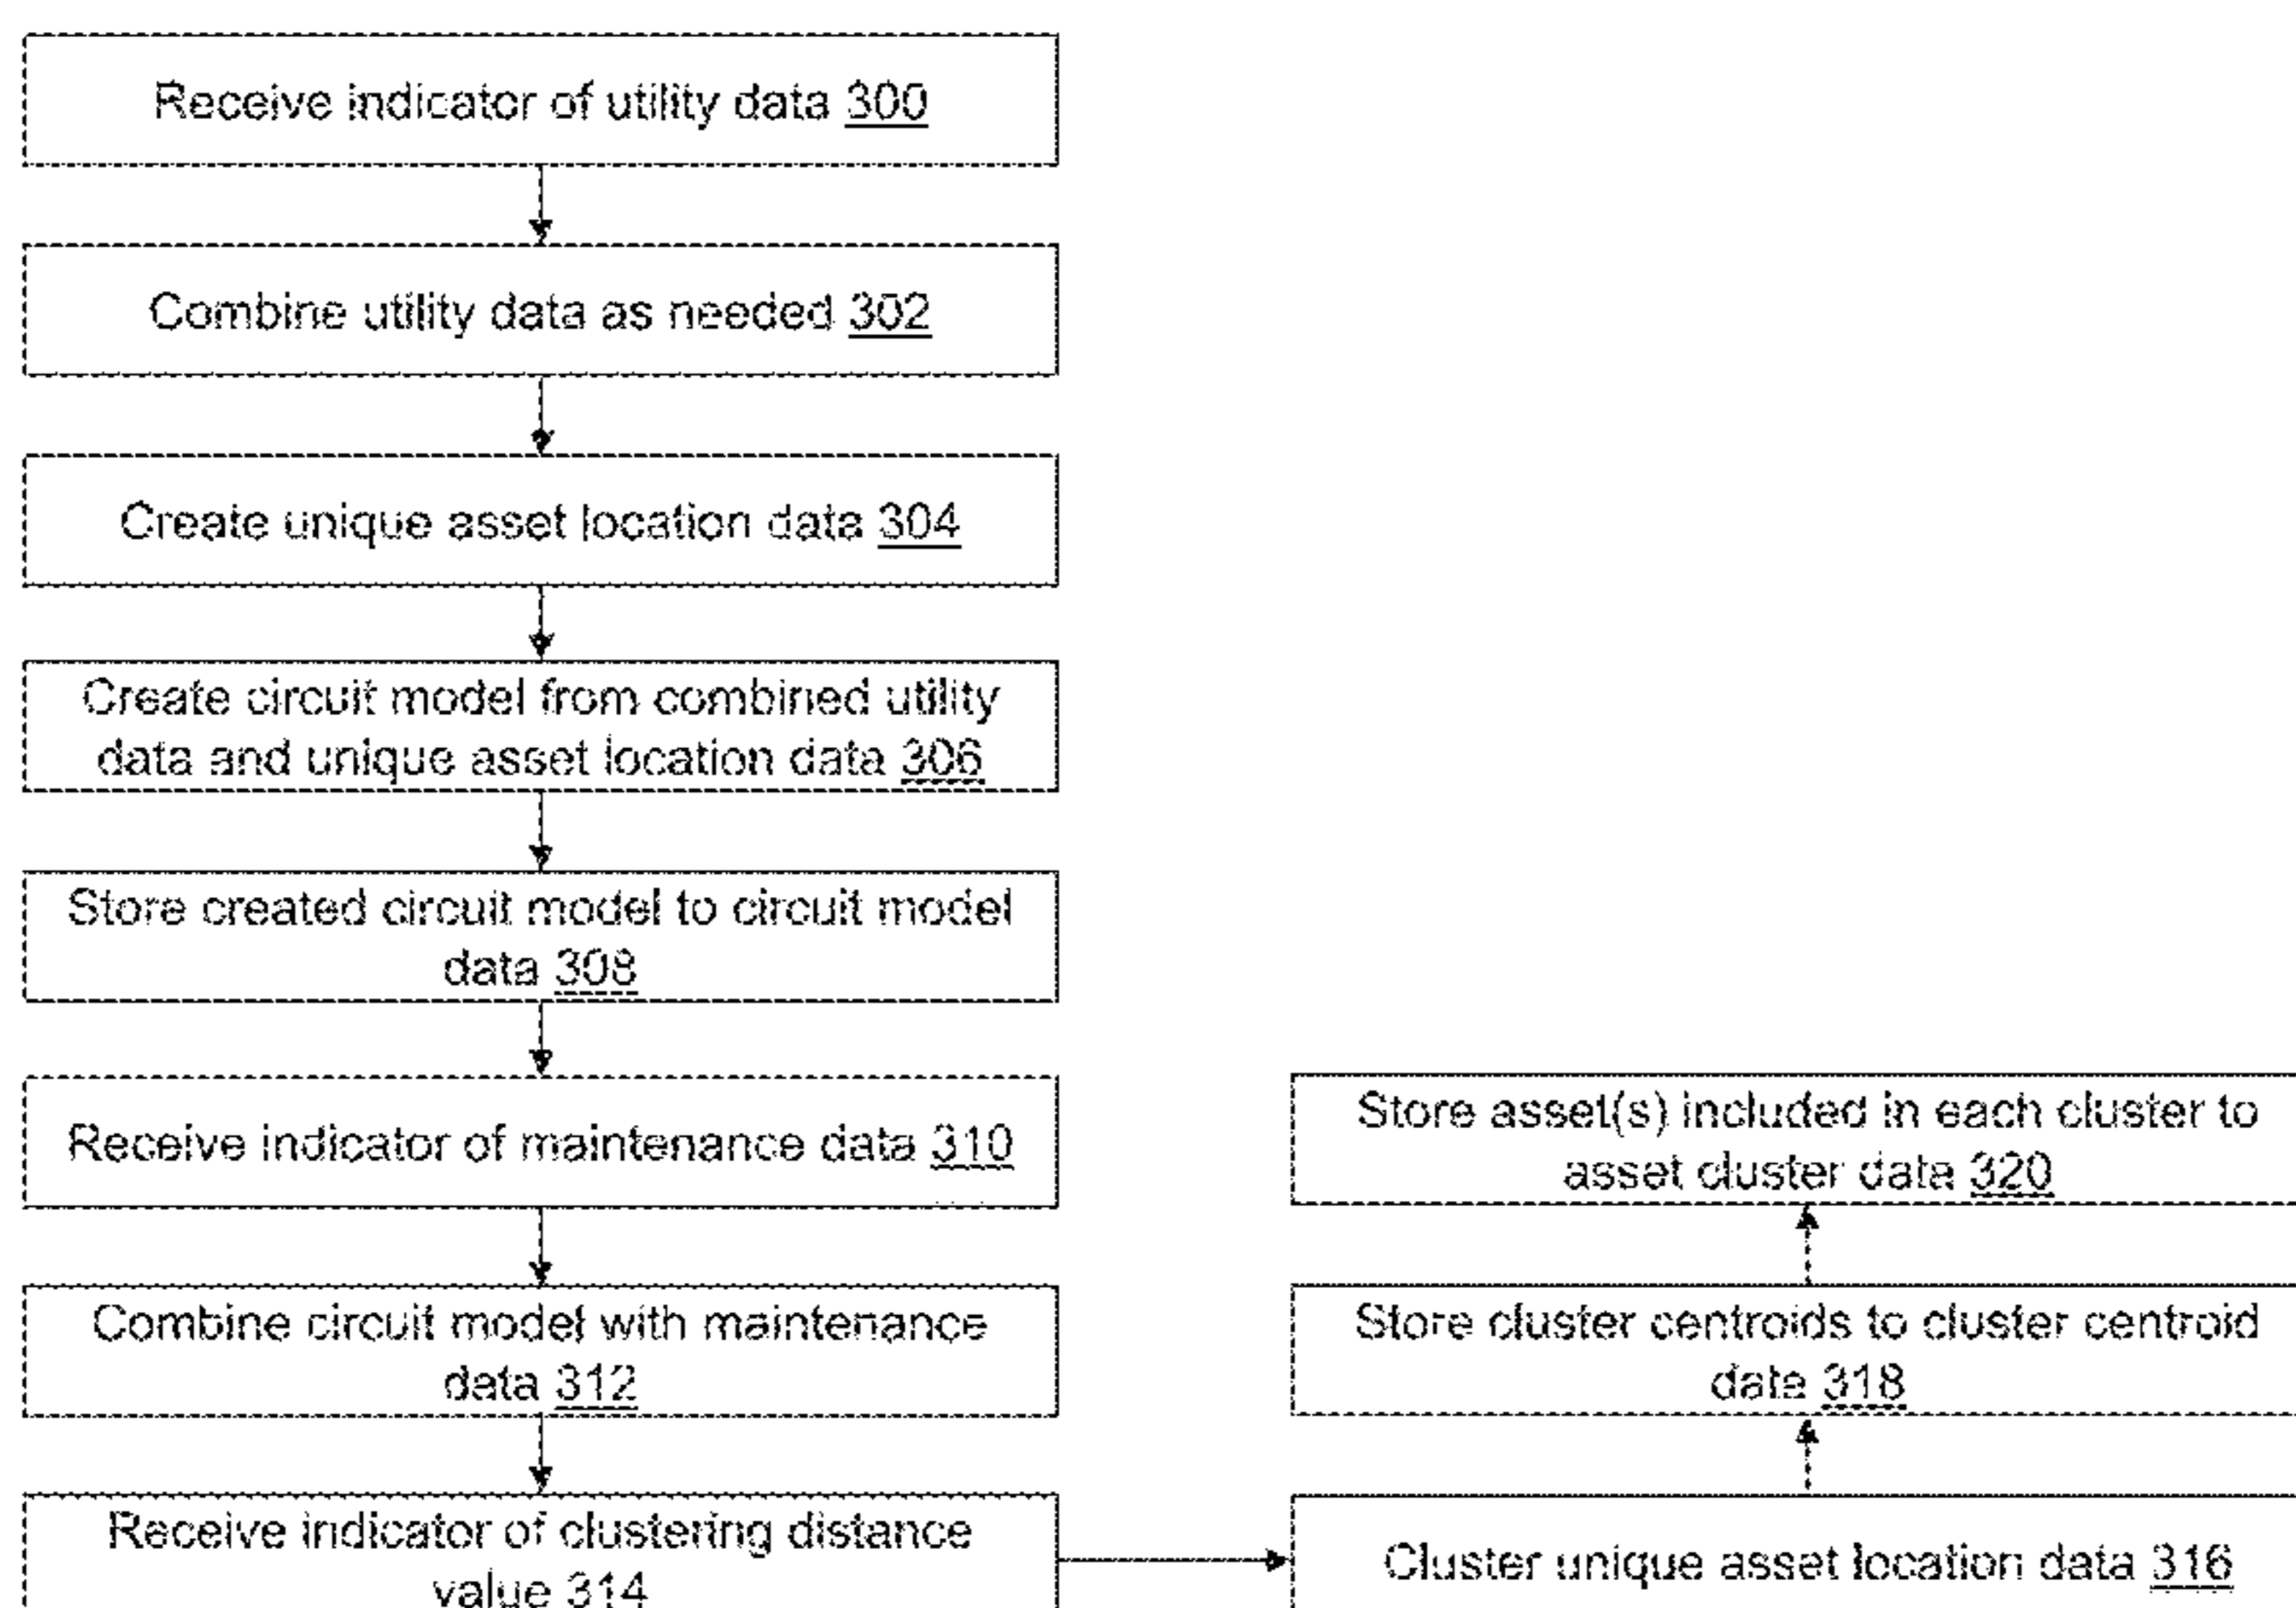 Receive indicator of utility data 300
Combine utility data as needed 302
Create unique asset location data 304
Create circuit model from combined utility
data and unique asset location data 306
Store created circuit model to circuit model
data 308
Receive indicator of maintenance data 310
Combine circuit model with maintenance
data 312
Receive indicator of clustering distance
value 314
Cluster unique asset location data 316
Store cluster centroids to cluster centroid
data 318
Store asset(s) included in each cluster to
asset cluster data 320